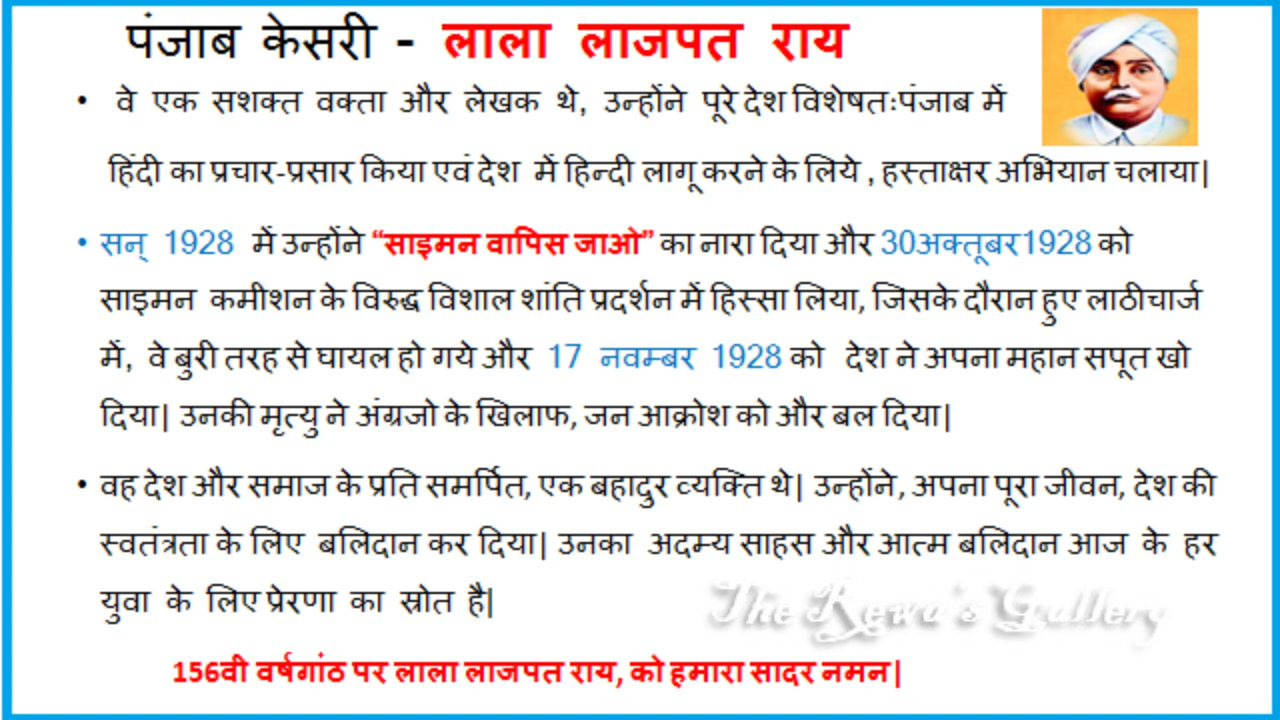 पंजाब केसरी - लाला लाजपत राय
• वे एक सशक्त वक्ता और लेखक थे, उन्होंने पूरे देश विशेषतःपंजाब में
हिंदी का प्रचार-प्रसार किया एवं देश में हिन्दी लागू करने के लिये , हस्ताक्षर अभियान चलाया|
• सन् 1928 में उन्होंने “साइमन वापिस जाओ” का नारा दिया और 30अक्तूबर1928 को
साइमन कमीशन के विरुद्ध विशाल शांति प्रदर्शन में हिस्सा लिया, जिसके दौरान हुए लाठीचार्ज
में, वे बुरी तरह से घायल हो गये और 17 नवम्बर 1928 को देश ने अपना महान सपूत खो
दिया| उनकी मृत्यु ने अंग्रजो के खिलाफ, जन आक्रोश को और बल दिया|
• वह देश और समाज के प्रति समर्पित, एक बहादुर व्यक्ति थे| उन्होंने, अपना पूरा जीवन, देश की
स्वतंत्रता के लिए बलिदान कर दिया| उनका अदम्य साहस और आत्म बलिदान आज के हर
युवा के लिए प्रेरणा का स्रोत है|
The Rewa's Gallery
156वी वर्षगांठ पर लाला लाजपत राय, को हमारा सादर नमन|